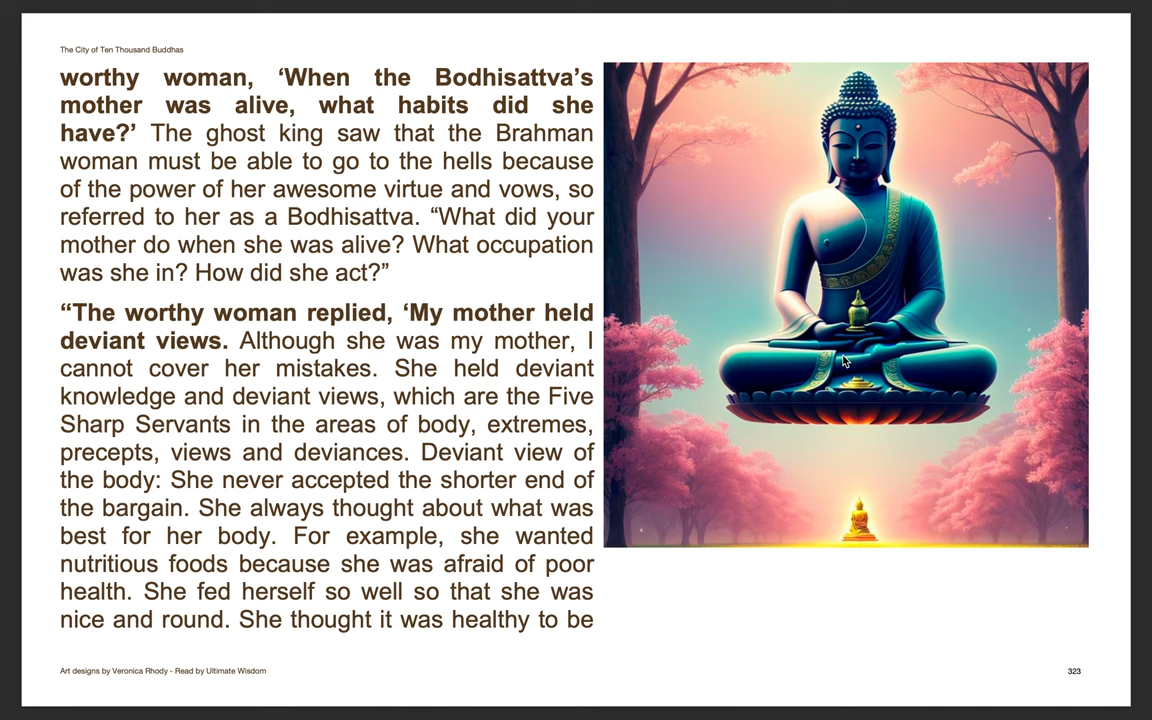 The City of Ten Thousand Buddhas
worthy woman, ‘When the Bodhisattva’s
mother was alive, what habits did she
have?’ The ghost king saw that the Brahman
woman must be able to go to the hells because
of the power of her awesome virtue and vows, so
referred to her as a Bodhisattva. “What did your
mother do when she was alive? What occupation
was she in? How did she act?”
“The worthy woman replied, ‘My mother held
deviant views. Although she was my mother, I
cannot cover her mistakes. She held deviant
knowledge and deviant views, which are the Five
Sharp Servants in the areas of body, extremes,
precepts, views and deviances. Deviant view of
the body: She never accepted the shorter end of
the bargain. She always thought about what was
best for her body. For example, she wanted
nutritious foods because she was afraid of poor
health. She fed herself so well so that she was
nice and round. She thought it was healthy to be
Art designs by Veronica Rhody - Read by Ultimate Wisdom
323